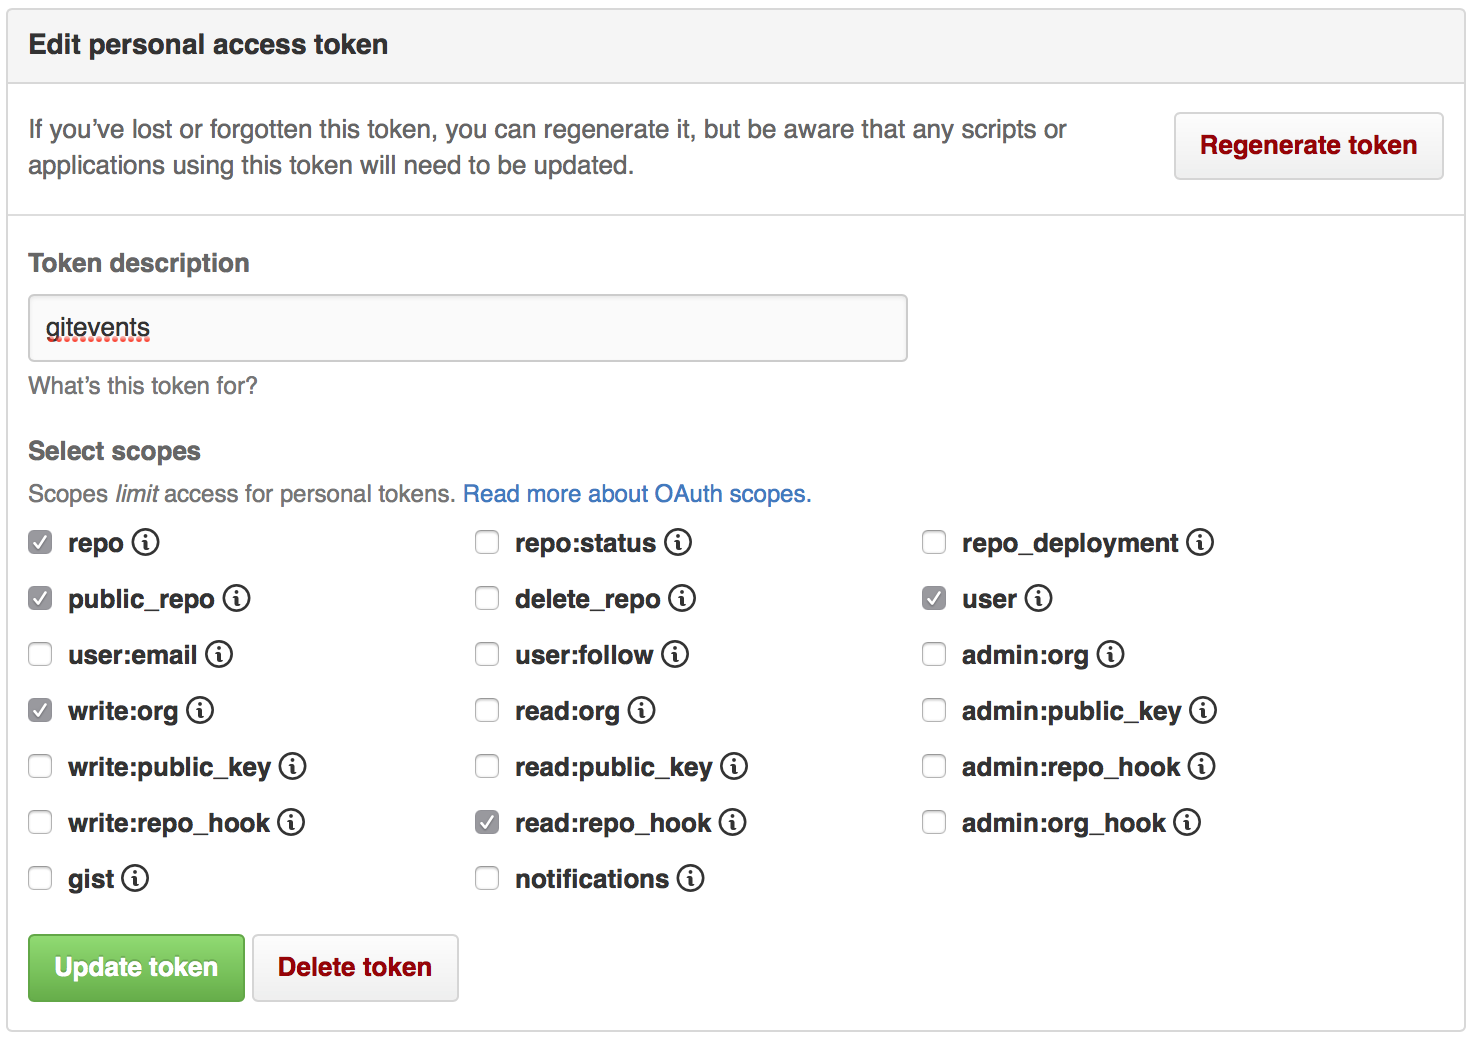 Edit personal access token
If you’ve lost or forgotten this token, you can regenerate it, but be aware that any scripts or
applications using this token will need to be updated.
Regenerate token
Token description
gitevents
What’s this token for?
Select scopes
Scopes limit access for personal tokens. Read more about OAuth scopes.
repo repo:status repo_deployment
public_repo delete_repo user
user:email user:follow admin:org
write:org read:org admin:public_key
write:public_key read:public_key admin:repo_hook
write:repo_hook read:repo_hook admin:org_hook
gist notifications
Update token Delete token